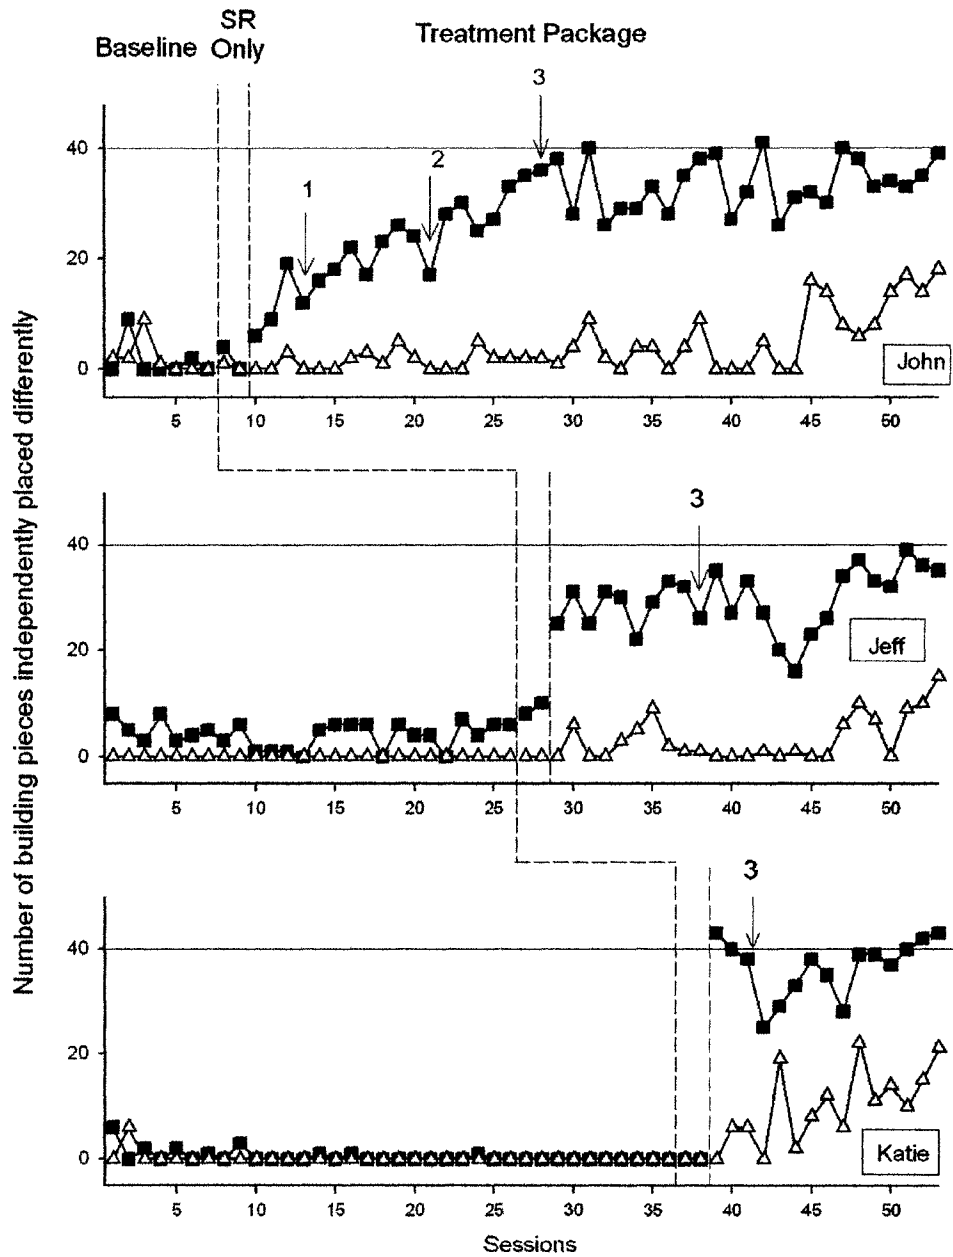 SR
Baseline Only Treatment Package
3
40
2
1
20
0
John
5 10 15 20 25 30 35 40 45 50
3
40
20
Jeff
0
5 10 15 20 25 30 35 40 45 50
3
40
20
0
Katie
5 10 15 20 25 30 35 40 45 50
Sessions
Number of building pieces independently placed differently